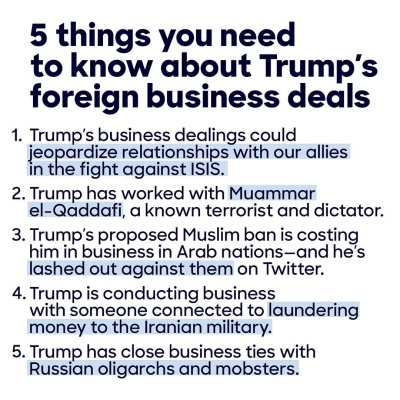 5 things you need
to know about Trump's
foreign business deals
1. Trump's business dealings could
jeopardize relationships with our allies
in the fight against ISIS.
2. Trump has worked with Muammar
el-Qaddafi, a known terrorist and dictator.
3. Trump's proposed Muslim ban is costing
him in business in Arab nations—and he's
lashed out against them on Twitter.
4. Trump is conducting business
with someone connected to laundering
money to the Iranian military.
5. Trump has close business ties with
Russian oligarchs and mobsters.